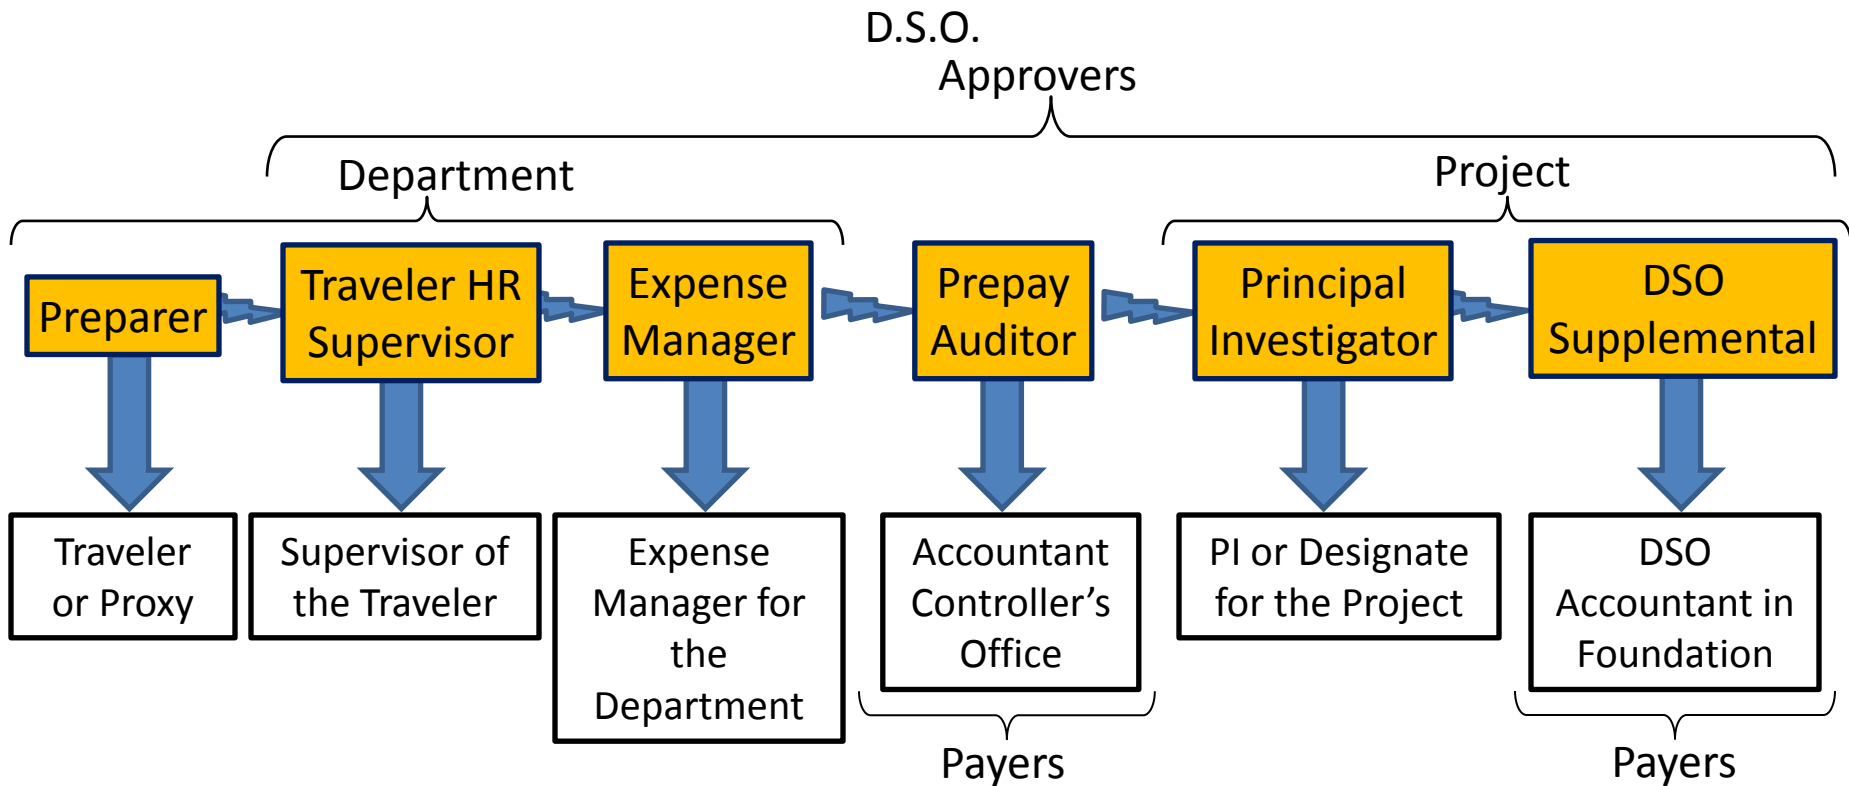 D.S.O.
Approvers
Department
Project
Preparer
Traveler HR
Supervisor
Expense
Manager
Prepay
Auditor
Principal
Investigator
DSO
Supplemental
Traveler
or Proxy
Supervisor of
the Traveler
Expense
Manager for
the
Department
Accountant
Controller’s
Office
PI or Designate
for the Project
DSO
Accountant in
Foundation
Payers
Payers